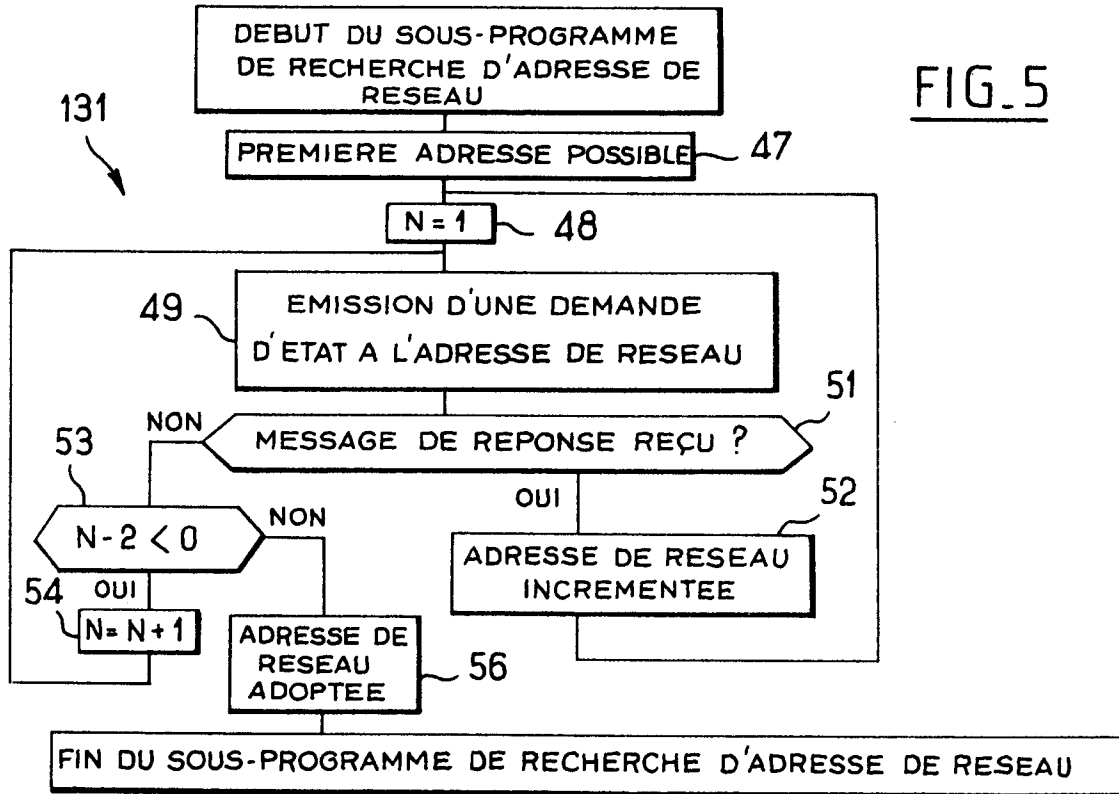 DEBUT DU SOUS-PROGRAMME
DE RECHERCHE D'ADRESSE DE
RESEAU
FIG_5
131
PREMIERE ADRESSE POSSIBLE
47
N = 1
48
49
EMISSION D'UNE DEMANDE
D'ETAT A L'ADRESSE DE RESEAU
51
NON
MESSAGE DE REPONSE REÇU ?
53
OUI
52
N-2 < 0
NON
ADRESSE DE RESEAU
INCREMENTEE
54
OUI
N= N+1
ADRESSE DE
RESEAU
ADOPTEE
56
FIN DU SOUS-PROGRAMME DE RECHERCHE D'ADRESSE DE RESEAU